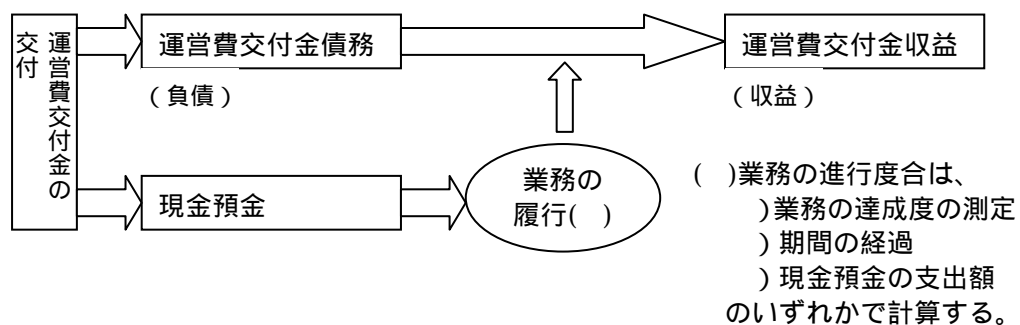 運営費交付金の
交付
運営費交付金債務
(負債)
運営費交付金収益
(収益)
現金預金
業務の
履行( )
( )業務の進行度合は、
)業務の達成度の測定
)期間の経過
)現金預金の支出額
のいずれかで計算する。